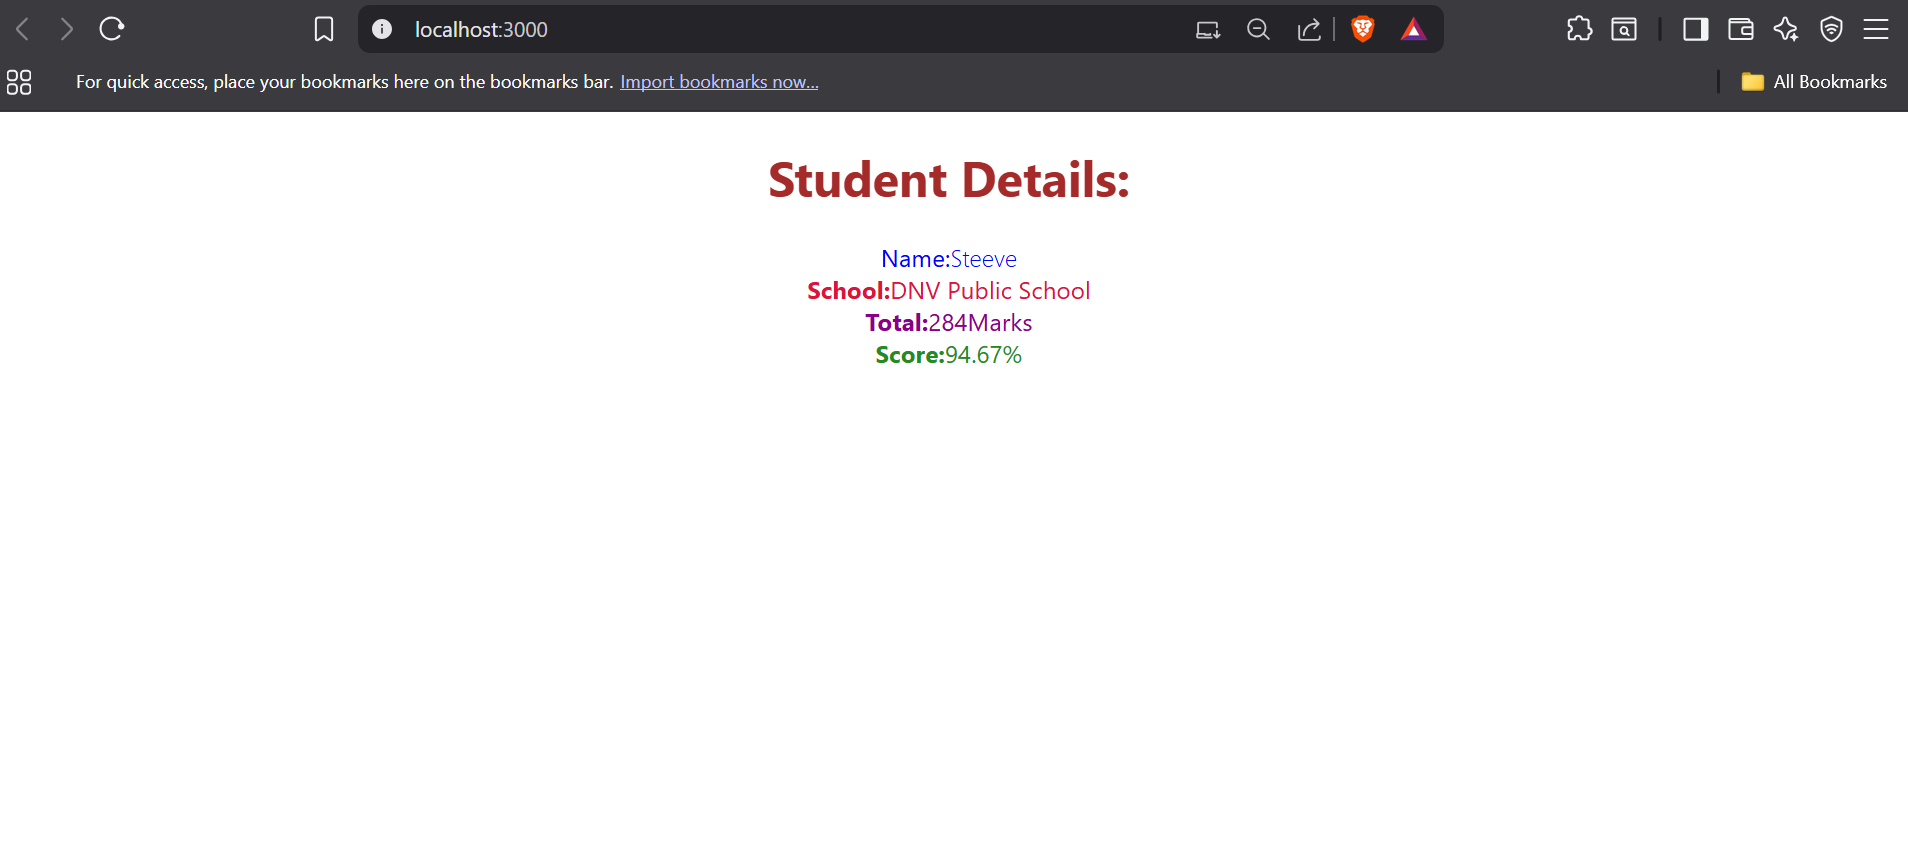 localhost:3000
For quick access, place your bookmarks here on the bookmarks bar. Import bookmarks now...
All Bookmarks
Student Details:
Name:Steeve
School:DNV Public School
Total:284Marks
Score:94.67%